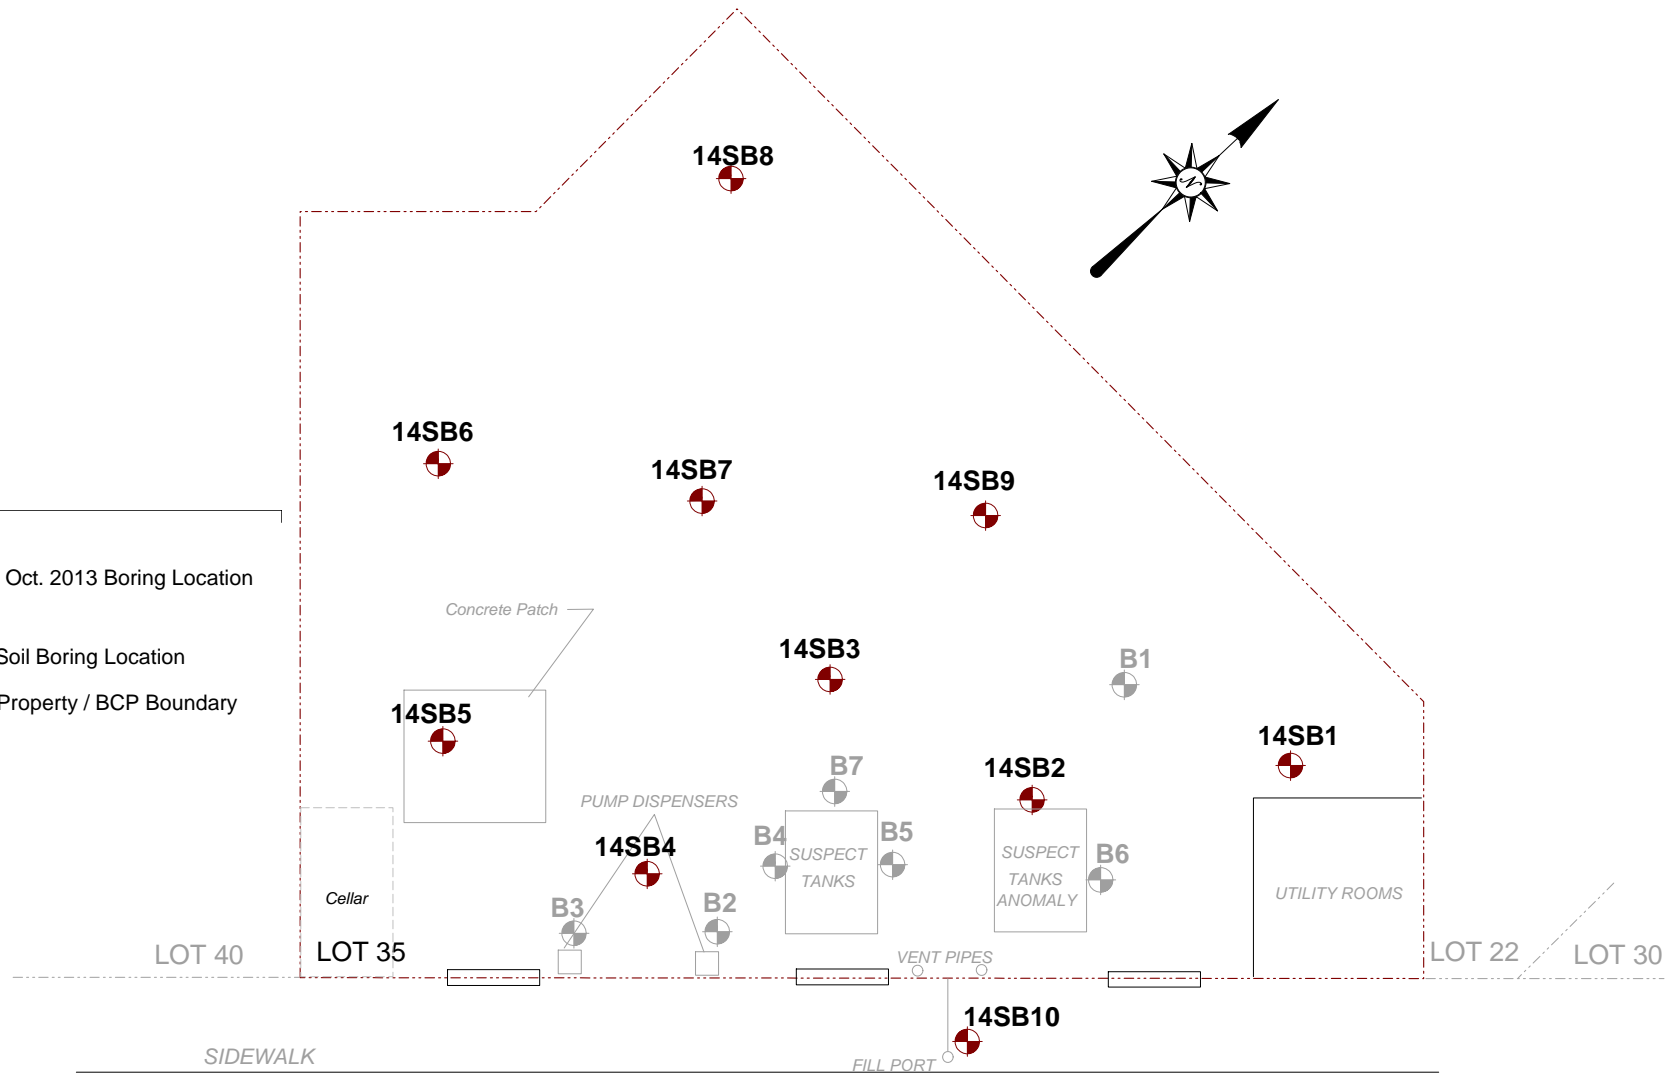 14SB8
N
14SB6
14SB7
14SB9
Oct. 2013 Boring Location
Concrete Patch
Soil Boring Location
14SB3
B1
Property / BCP Boundary
14SB5
14SB1
B7
14SB2
PUMP DISPENSERS
14SB4
B4
SUSPECT
TANKS
B5
SUSPECT
TANKS
ANOMALY
B6
UTILITY ROOMS
Cellar
B3
B2
LOT 40
LOT 35
VENT PIPES
LOT 22
LOT 30
14SB10
SIDEWALK
FILL PORT